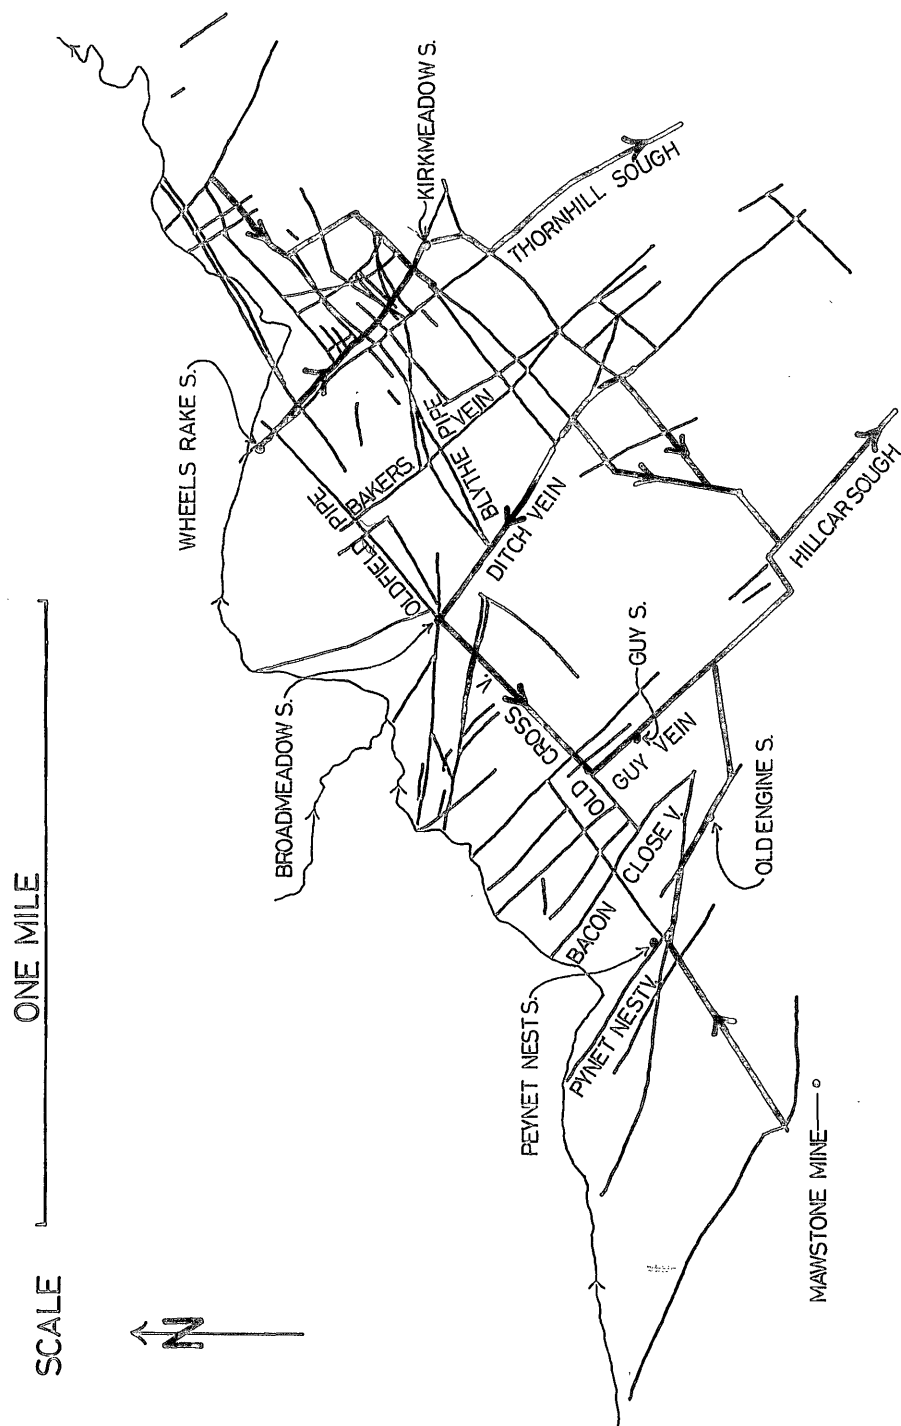 SCALE
ONE MILE
N
WHEELS RAKE S.
KIRKMEADOW S.
THORNHILL SOUGH
OLDFIELD PIPE
BAKERS PIPE
BLYTHE P. VEIN
DITCH VEIN
HILLCAR SOUGH
BROADMEADOW S.
OLD CROSS V.
GUY S.
GUY VEIN
OLD ENGINE S.
BACON CLOSE V.
PEYNET NEST S.
PYNET NEST V.
MAWSTONE MINE